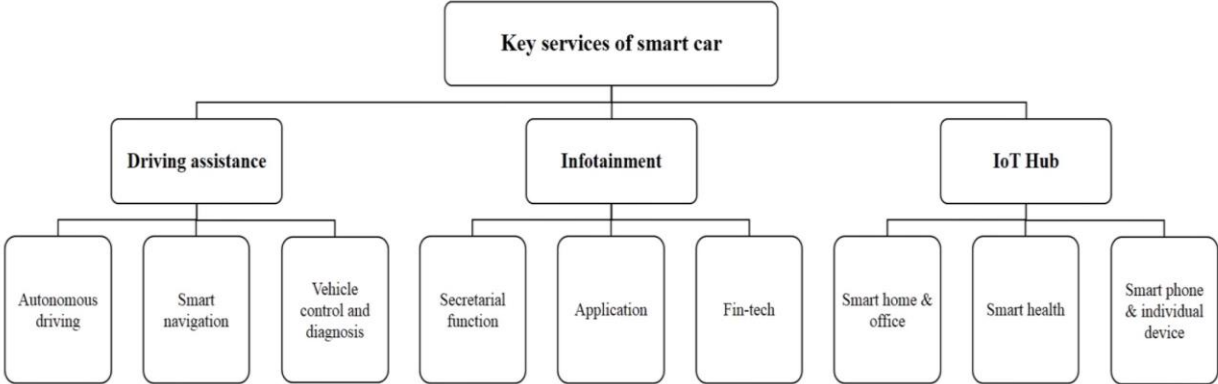 Key services of smart car
Driving assistance
Infotainment
IoT Hub
Autonomous
driving
Smart
navigation
Vehicle
control and
diagnosis
Secretarial
function
Application
Fin-tech
Smart home &
office
Smart health
Smart phone
& individual
device